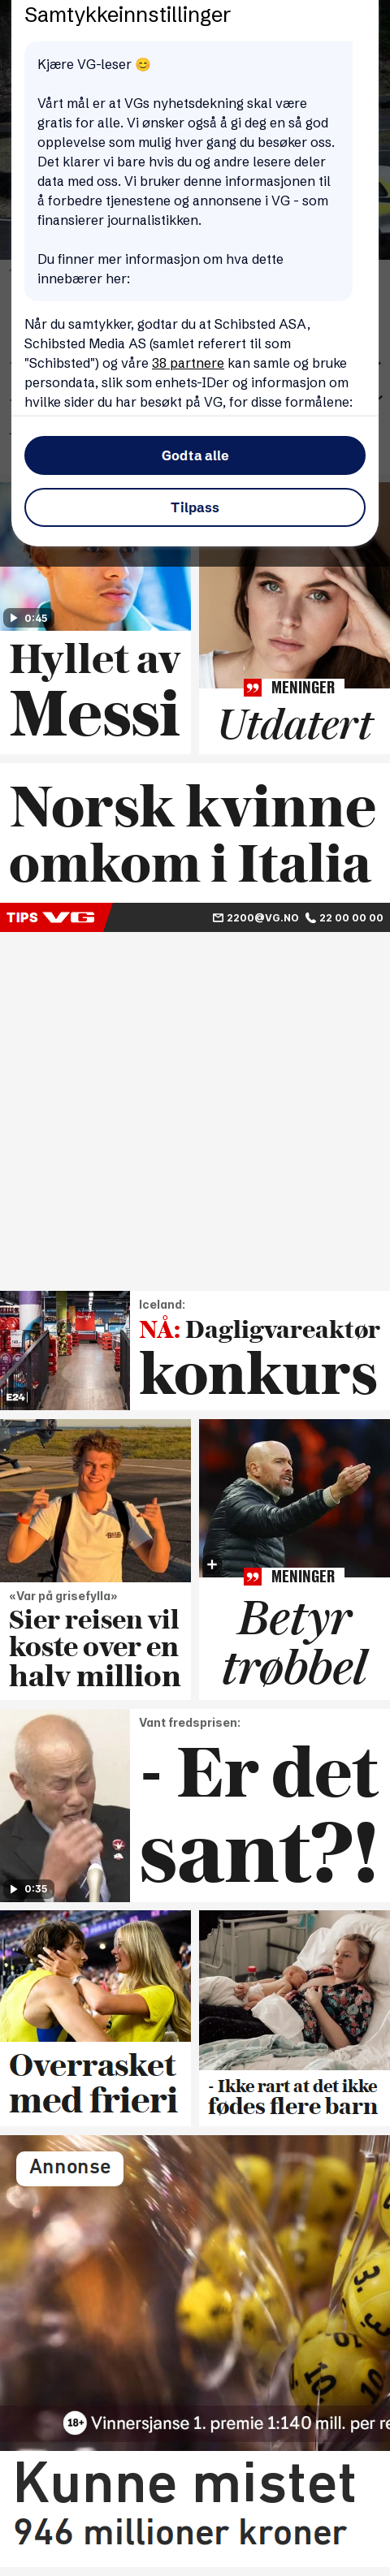 Samtykkeinnstillinger
Kjære VG-leser 😊
Vårt mål er at VGs nyhetsdekning skal være
gratis for alle. Vi ønsker også å gi deg en så god
opplevelse som mulig hver gang du besøker oss.
Det klarer vi bare hvis du og andre lesere deler
data med oss. Vi bruker denne informasjonen til
å forbedre tjenestene og annonsene i VG - som
finansierer journalistikken.
Du finner mer informasjon om hva dette
innebærer her:
Når du samtykker, godtar du at Schibsted ASA,
Schibsted Media AS (samlet referert til som
"Schibsted") og våre 38 partnere kan samle og bruke
persondata, slik som enhets-IDer og informasjon om
hvilke sider du har besøkt på VG, for disse formålene:
Godta alle
Tilpass
0:45
Hyllet av
Messi
MENINGER
Utdatert
Norsk kvinne
omkom i Italia
TIPS VG
2200@VG.NO 22 00 00 00
E24
Iceland:
NÅ: Dagligvareaktør
konkurs
«Var på grisefylla»
Sier reisen vil
koste over en
halv million
MENINGER
Betyr
trøbbel
0:35
Vant fredsprisen:
- Er det
sant?!
Overrasket
med frieri
- Ikke rart at det ikke
fødes flere barn
Annonse
18+ Vinnersjanse 1. premie 1:140 mill. per re
Kunne mistet
946 millioner kroner